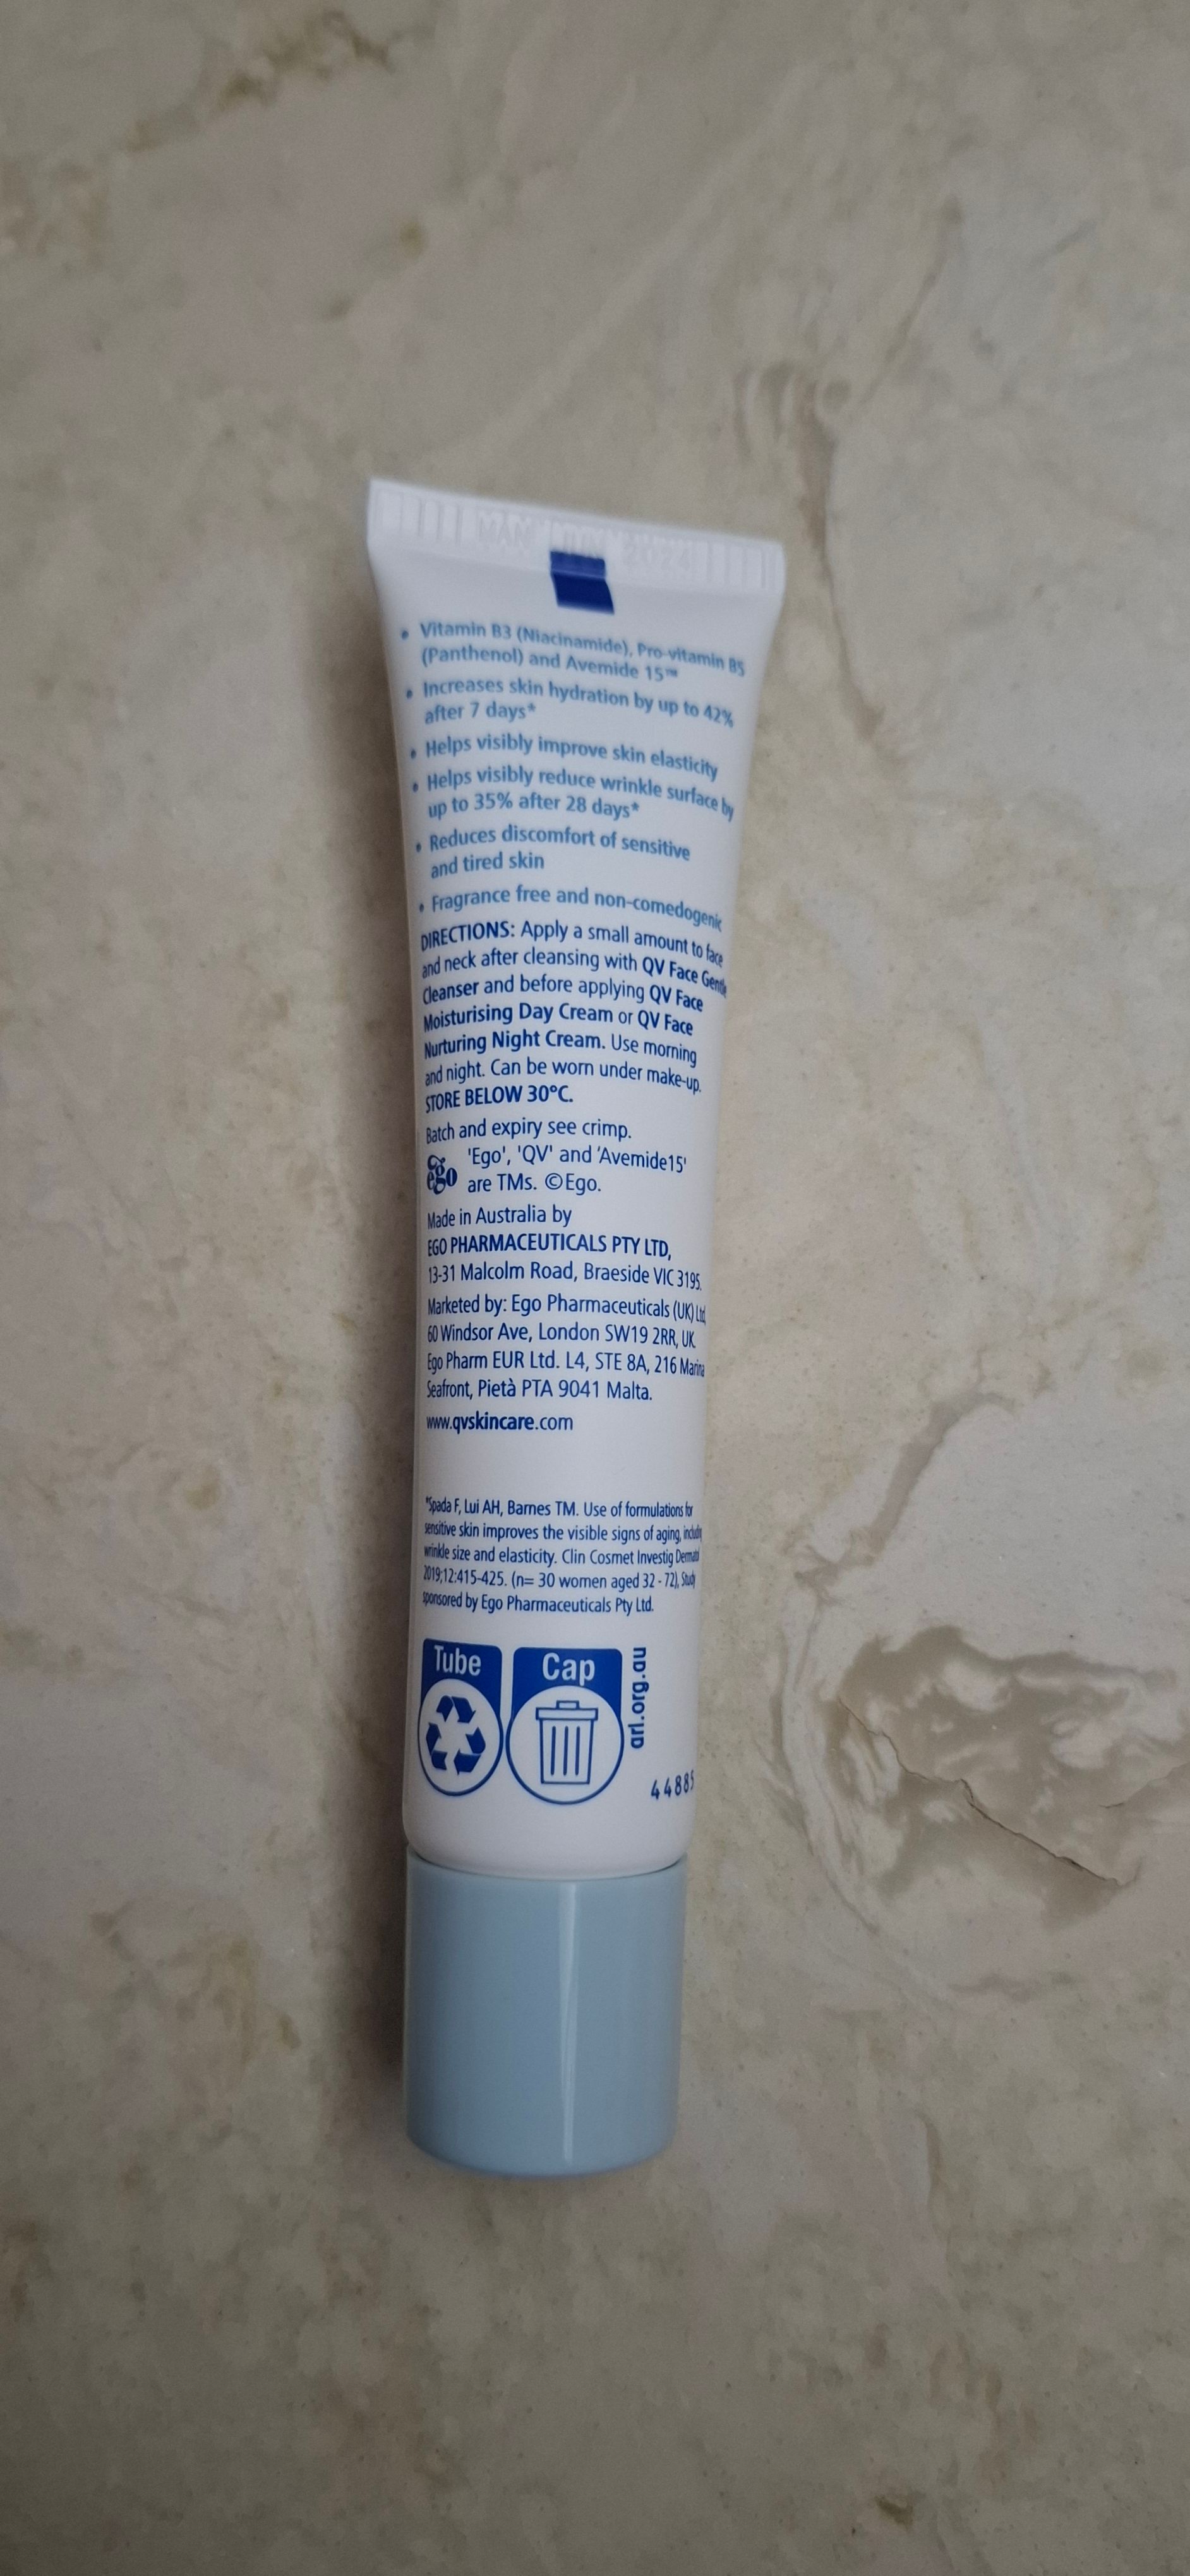 MAN JUN 2024
• Vitamin B3 (Niacinamide), Pro-vitamin B5
(Panthenol) and Avemide 15™
• Increases skin hydration by up to 42%
after 7 days*
• Helps visibly improve skin elasticity
• Helps visibly reduce wrinkle surface by
up to 35% after 28 days*
• Reduces discomfort of sensitive
and tired skin
• Fragrance free and non-comedogenic
DIRECTIONS: Apply a small amount to face
and neck after cleansing with QV Face Gentle
Cleanser and before applying QV Face
Moisturising Day Cream or QV Face
Nurturing Night Cream. Use morning
and night. Can be worn under make-up.
STORE BELOW 30°C.
Batch and expiry see crimp.
ego 'Ego', 'QV' and 'Avemide15'
are TMs. ©Ego.
Made in Australia by
EGO PHARMACEUTICALS PTY LTD,
13-31 Malcolm Road, Braeside VIC 3195.
Marketed by: Ego Pharmaceuticals (UK) Ltd,
60 Windsor Ave, London SW19 2RR, UK.
Ego Pharm EUR Ltd. L4, STE 8A, 216 Marina
Seafront, Pietà PTA 9041 Malta.
www.qvskincare.com
*Spada F, Lui AH, Barnes TM. Use of formulations for
sensitive skin improves the visible signs of aging, including
wrinkle size and elasticity. Clin Cosmet Investig Dermatol
2019;12:415-425. (n= 30 women aged 32 - 72), Study
sponsored by Ego Pharmaceuticals Pty Ltd.
Tube Cap
arl.org.au
44885